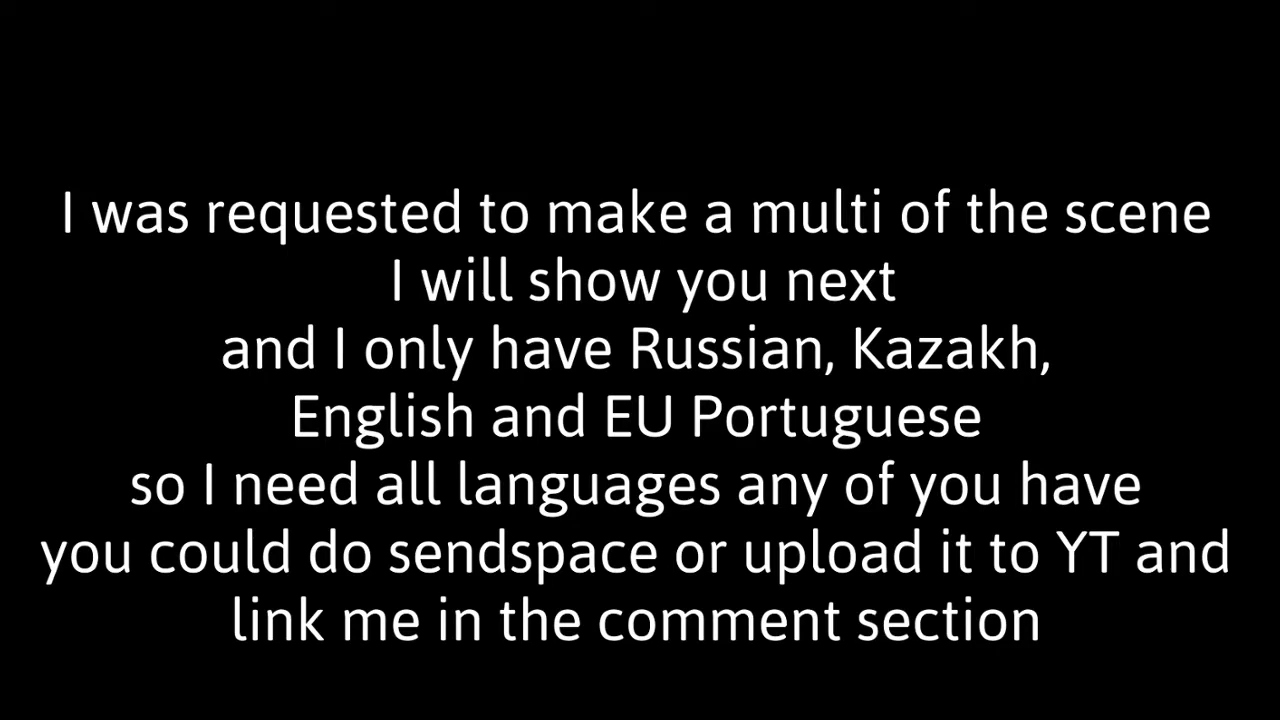 I was requested to make a multi of the scene
I will show you next
and I only have Russian, Kazakh,
English and EU Portuguese
so I need all languages any of you have
you could do sendspace or upload it to YT and
link me in the comment section